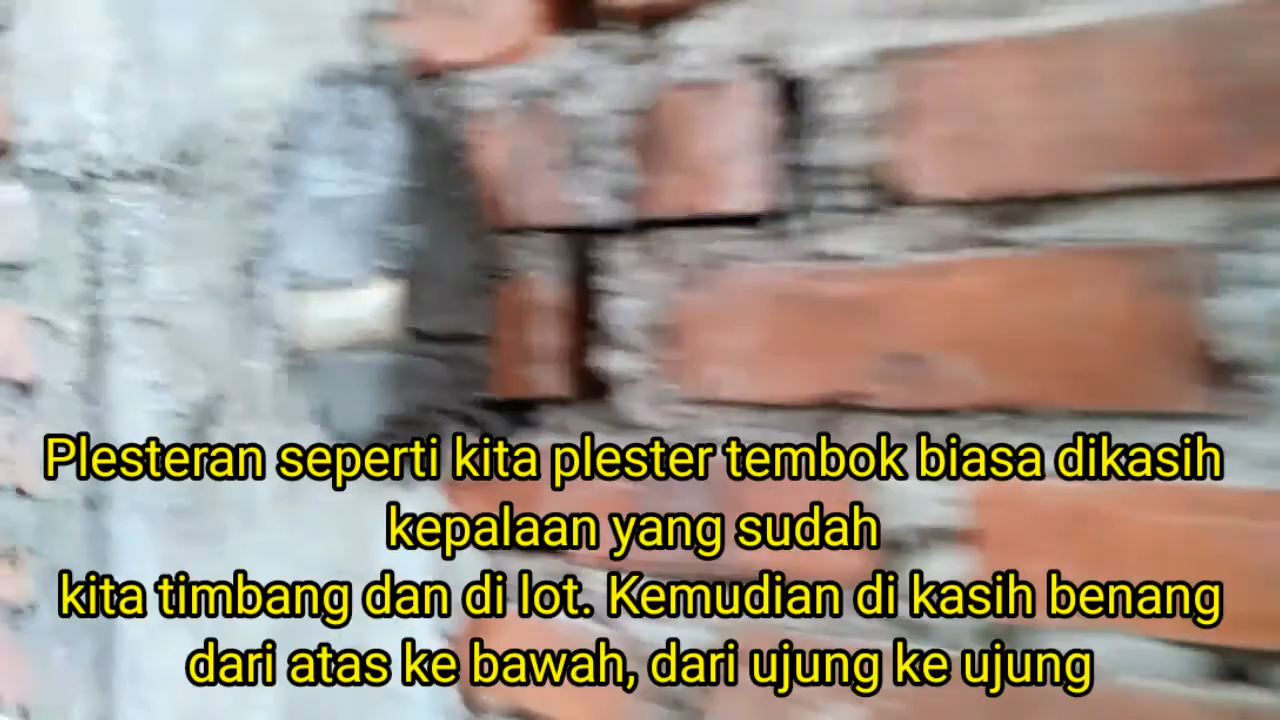 Plesteran seperti kita plester tembok biasa dikasih
kepalaan yang sudah
kita timbang dan di lot. Kemudian di kasih benang
dari atas ke bawah, dari ujung ke ujung